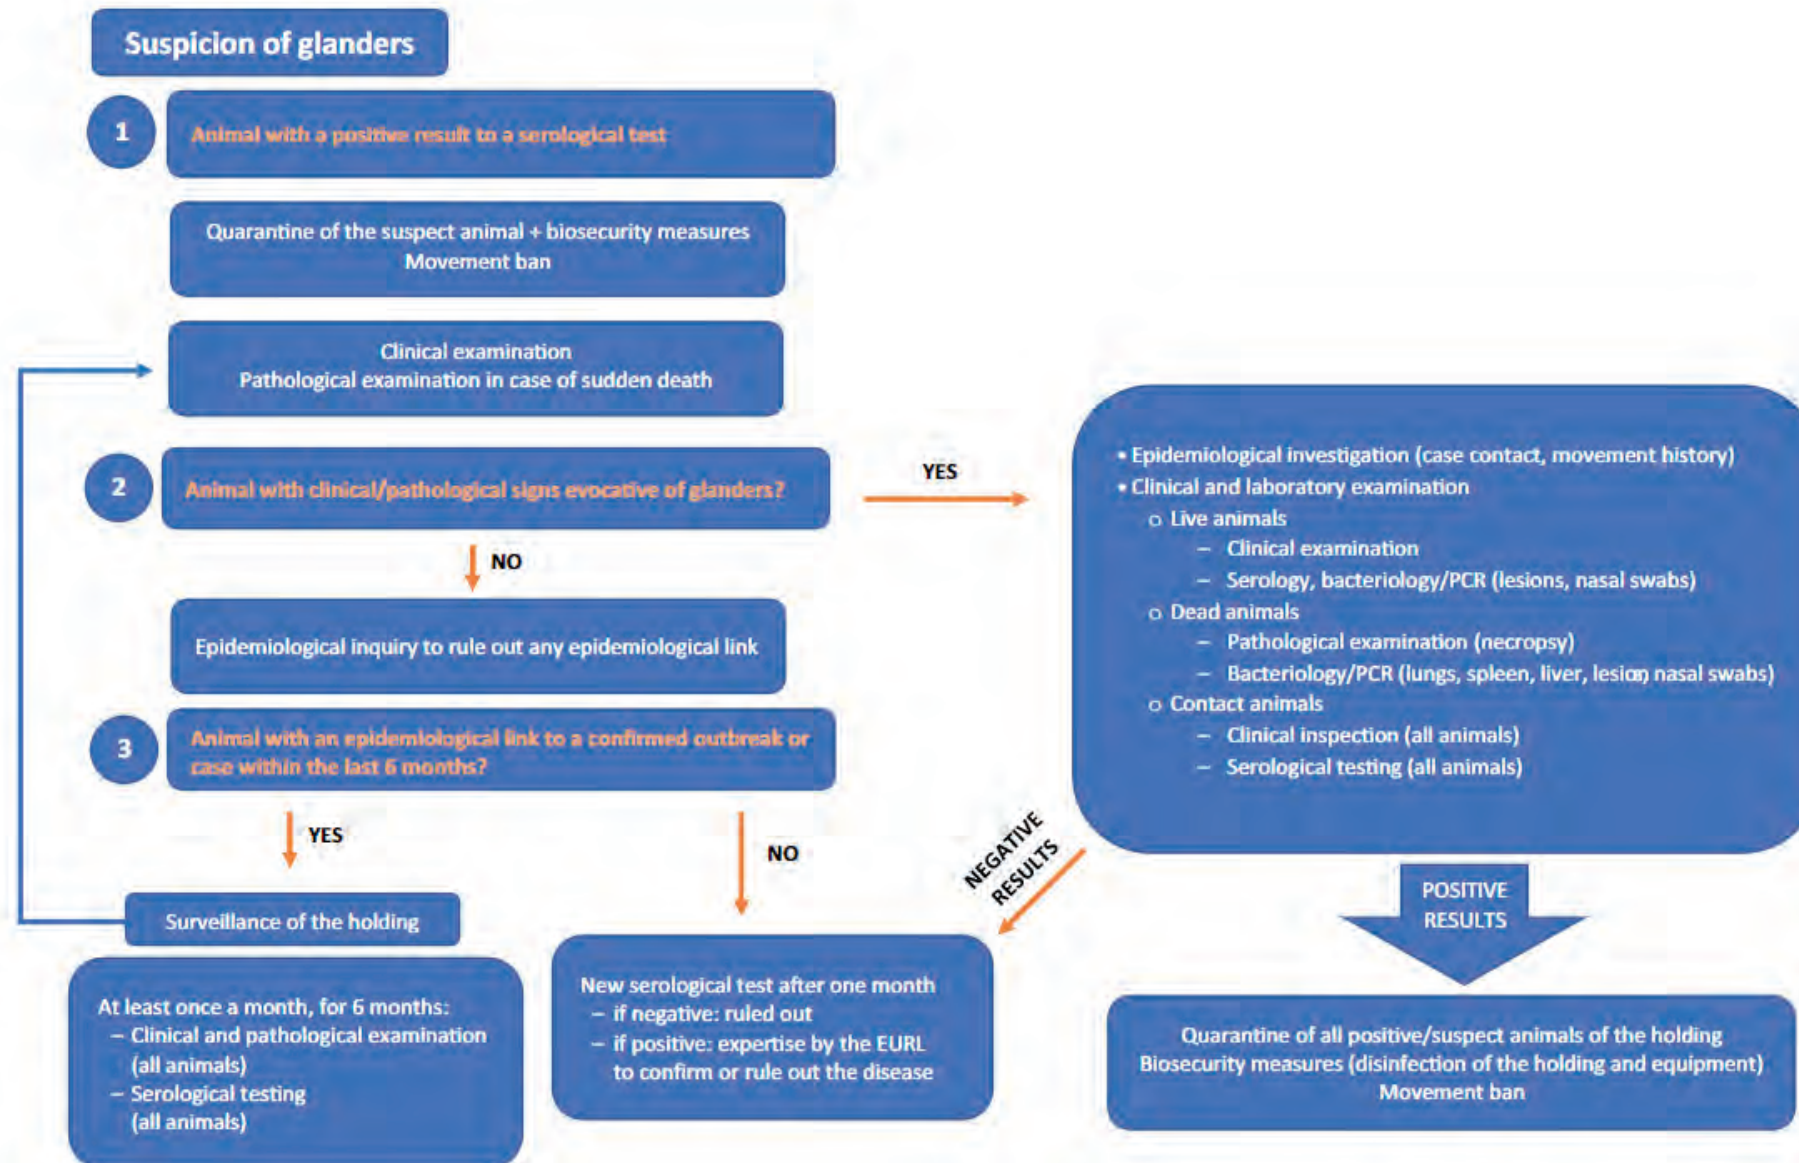 Suspicion of glanders
1
Animal with a positive result to a serological test
Quarantine of the suspect animal + biosecurity measures
Movement ban
Clinical examination
Pathological examination in case of sudden death
2
Animal with clinical/pathological signs evocative of glanders?
YES
NO
Epidemiological inquiry to rule out any epidemiological link
3
Animal with an epidemiological link to a confirmed outbreak or
case within the last 6 months?
YES
NO
Surveillance of the holding
At least once a month, for 6 months:
– Clinical and pathological examination
(all animals)
– Serological testing
(all animals)
New serological test after one month
– if negative: ruled out
– if positive: expertise by the EURL
to confirm or rule out the disease
NEGATIVE
RESULTS
• Epidemiological investigation (case contact, movement history)
• Clinical and laboratory examination
o Live animals
– Clinical examination
– Serology, bacteriology/PCR (lesions, nasal swabs)
o Dead animals
– Pathological examination (necropsy)
– Bacteriology/PCR (lungs, spleen, liver, lesion, nasal swabs)
o Contact animals
– Clinical inspection (all animals)
– Serological testing (all animals)
POSITIVE
RESULTS
Quarantine of all positive/suspect animals of the holding
Biosecurity measures (disinfection of the holding and equipment)
Movement ban